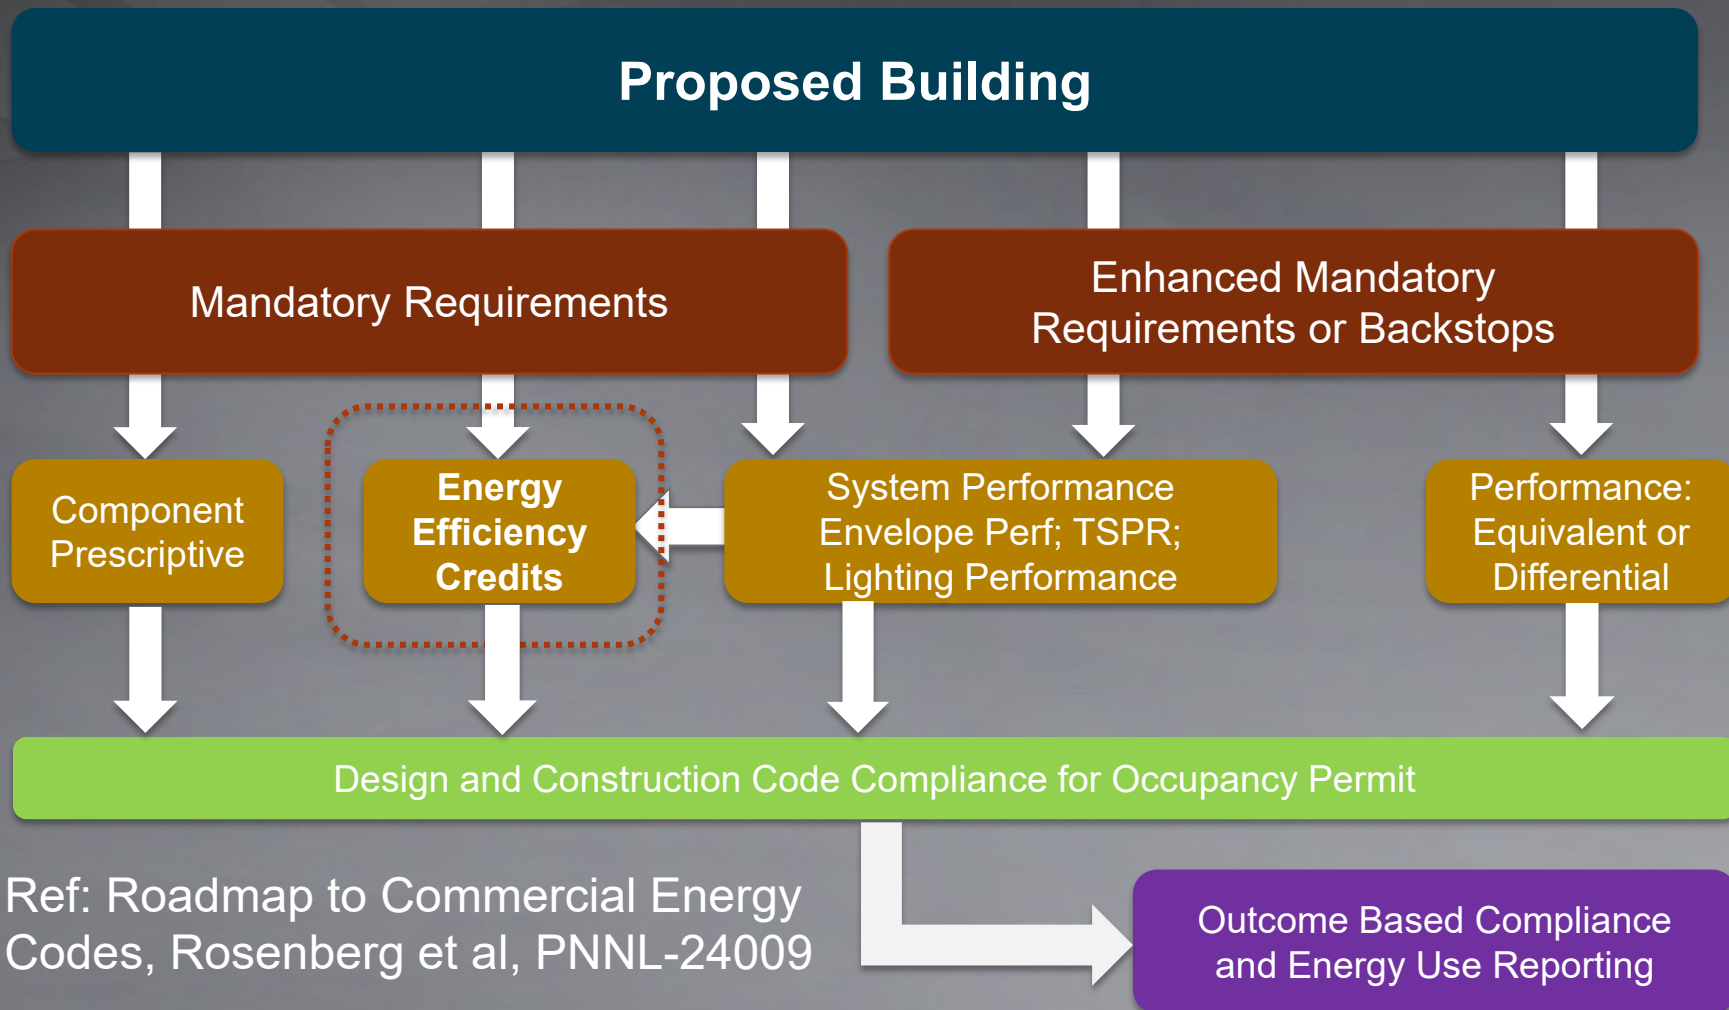 Proposed Building
Mandatory Requirements
Enhanced Mandatory
Requirements or Backstops
Component
Prescriptive
Energy
Efficiency
Credits
System Performance
Envelope Perf; TSPR;
Lighting Performance
Performance:
Equivalent or
Differential
Design and Construction Code Compliance for Occupancy Permit
Ref: Roadmap to Commercial Energy
Codes, Rosenberg et al, PNNL-24009
Outcome Based Compliance
and Energy Use Reporting